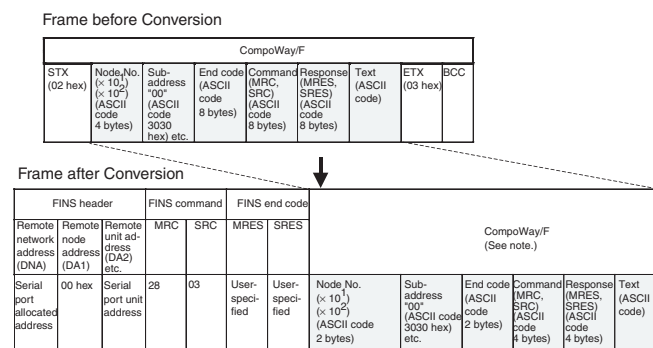 Frame before Conversion
CompoWay/F
STX (02 hex)
Node No. (× 10¹) (× 10²) (ASCII code 4 bytes)
Sub-address "00" (ASCII code 3030 hex) etc.
End code (ASCII code 8 bytes)
Command (MRC, SRC) (ASCII code 8 bytes)
Response (MRES, SRES) (ASCII code 8 bytes)
Text (ASCII code)
ETX (03 hex)
BCC
Frame after Conversion
FINS header
FINS command
FINS end code
CompoWay/F (See note.)
Remote network address (DNA)
Remote node address (DA1)
Remote unit ad-dress (DA2) etc.
MRC
SRC
MRES
SRES
Serial port allocated address
00 hex
Serial port unit address
28
03
User-speci-fied
User-speci-fied
Node No. (× 10¹) (× 10²) (ASCII code 2 bytes)
Sub-address "00" (ASCII code 3030 hex) etc.
End code (ASCII code 2 bytes)
Command (MRC, SRC) (ASCII code 4 bytes)
Response (MRES, SRES) (ASCII code 4 bytes)
Text (ASCII code)